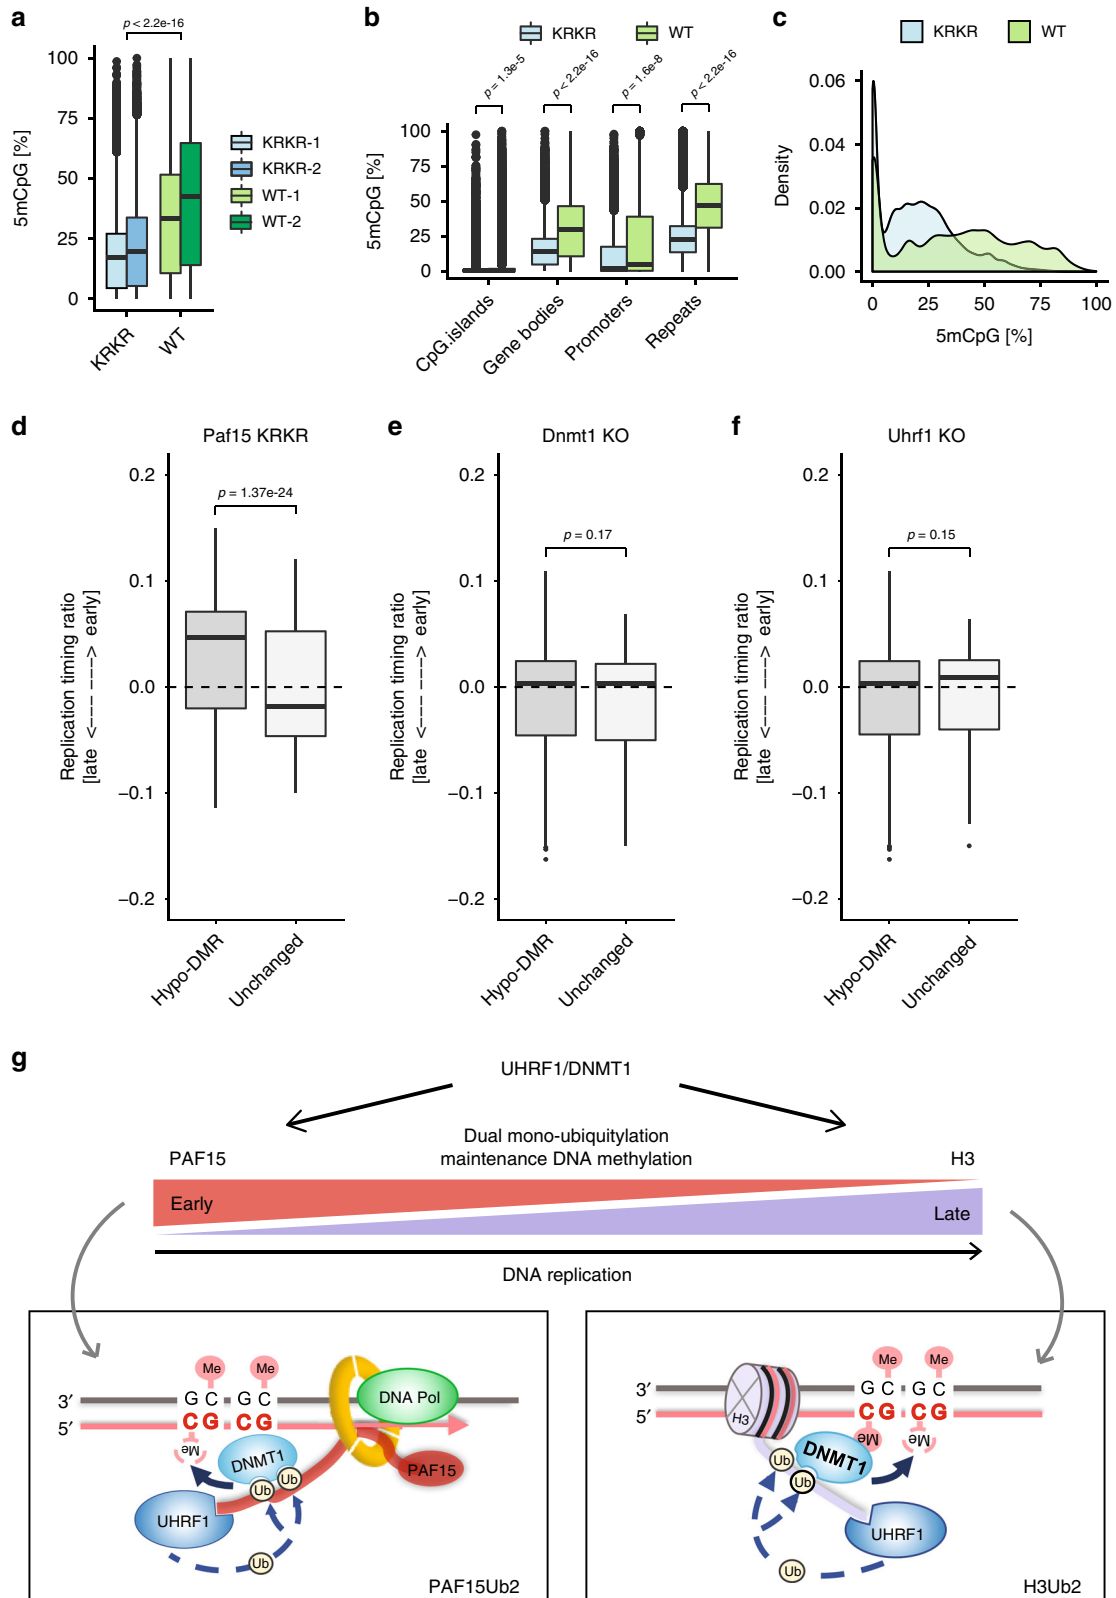 a
p < 2.2e-16
5mCpG [%]
100
75
50
25
0
KRKR
WT
KRKR-1
KRKR-2
WT-1
WT-2
b
KRKR
WT
p = 1.3e-5
p < 2.2e-16
p = 1.6e-8
p < 2.2e-16
5mCpG [%]
100
75
50
25
0
CpG.islands
Gene bodies
Promoters
Repeats
c
KRKR
WT
Density
0.06
0.04
0.02
0.00
0
25
50
75
100
5mCpG [%]
d
Paf15 KRKR
p = 1.37e-24
Replication timing ratio
[late <---- ----> early]
0.2
0.1
0.0
−0.1
−0.2
Hypo-DMR
Unchanged
e
Dnmt1 KO
p = 0.17
Replication timing ratio
[late <---- ----> early]
0.2
0.1
0.0
−0.1
−0.2
Hypo-DMR
Unchanged
f
Uhrf1 KO
p = 0.15
Replication timing ratio
[late <---- ----> early]
0.2
0.1
0.0
−0.1
−0.2
Hypo-DMR
Unchanged
g
UHRF1/DNMT1
Dual mono-ubiquitylation
maintenance DNA methylation
PAF15
H3
Early
Late
DNA replication
Me
Me
3′
G C
G C
5′
CG
CG
Me
DNA Pol
DNMT1
PAF15
Ub
Ub
UHRF1
Ub
PAF15Ub2
Me
Me
3′
G C
G C
5′
CG
CG
H3
Me
Me
DNMT1
Ub
Ub
UHRF1
Ub
H3Ub2